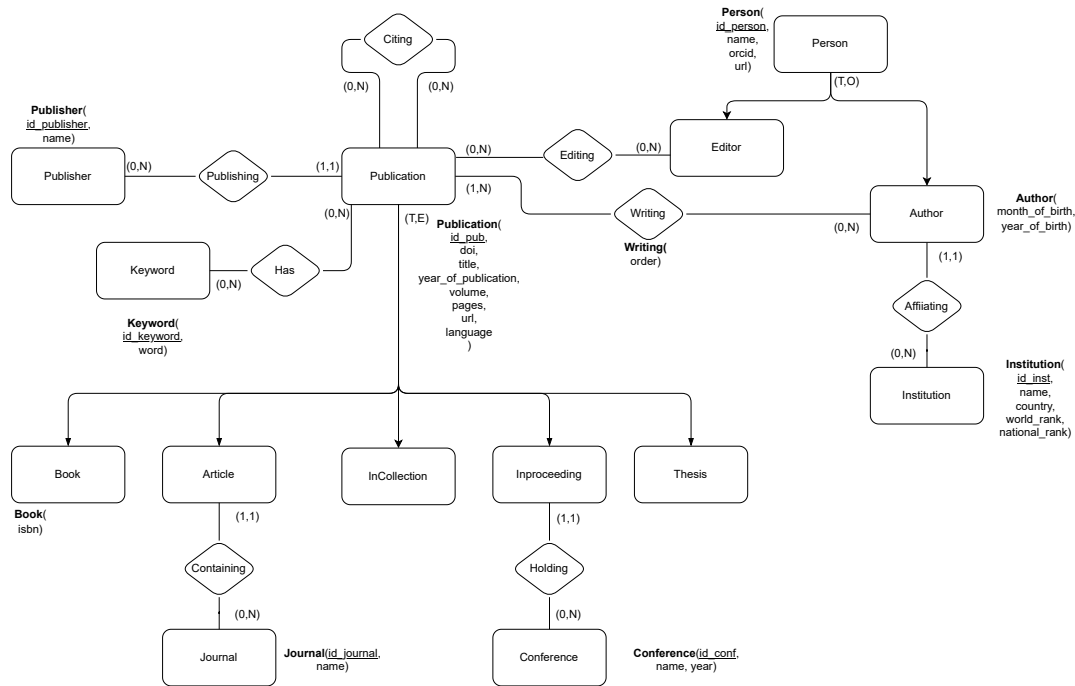 Citing
(0,N)
(0,N)
Person(
id_person,
name,
orcid,
url)
Person
(T,O)
Publisher(
id_publisher,
name)
Publisher
(0,N)
Publishing
(1,1)
Publication
(0,N)
Editing
(0,N)
Editor
(1,N)
Writing
Writing(
order)
(0,N)
Author
Author(
month_of_birth,
year_of_birth)
(0,N)
(T,E)
Publication(
id_pub,
doi,
title,
year_of_publication,
volume,
pages,
url,
language
)
Keyword
(0,N)
Has
Keyword(
id_keyword,
word)
(1,1)
Affiiating
(0,N)
Institution
Institution(
id_inst,
name,
country,
world_rank,
national_rank)
Book
Article
InCollection
Inproceeding
Thesis
Book(
isbn)
(1,1)
(1,1)
Containing
Holding
(0,N)
(0,N)
Journal
Journal(id_journal,
name)
Conference
Conference(id_conf,
name, year)